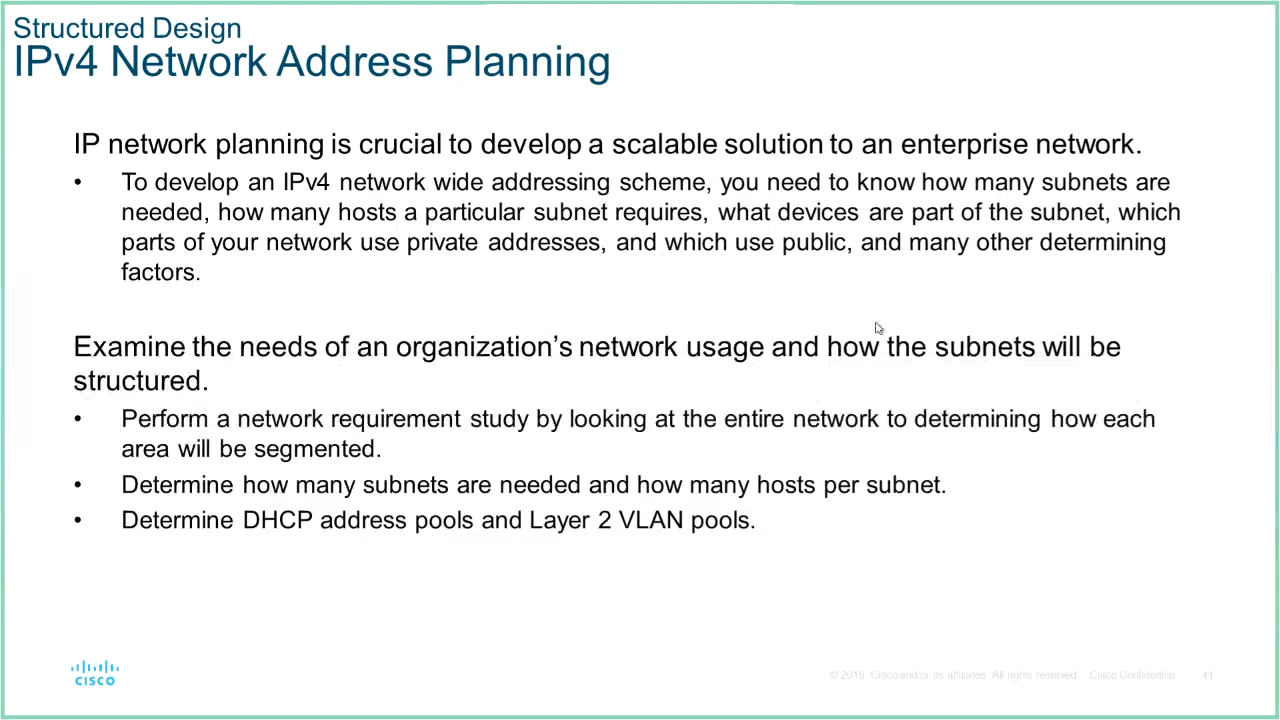 Structured Design
IPv4 Network Address Planning
IP network planning is crucial to develop a scalable solution to an enterprise network.
• To develop an IPv4 network wide addressing scheme, you need to know how many subnets are
needed, how many hosts a particular subnet requires, what devices are part of the subnet, which
parts of your network use private addresses, and which use public, and many other determining
factors.
Examine the needs of an organization’s network usage and how the subnets will be
structured.
• Perform a network requirement study by looking at the entire network to determining how each
area will be segmented.
• Determine how many subnets are needed and how many hosts per subnet.
• Determine DHCP address pools and Layer 2 VLAN pools.
CISCO
© 2016 Cisco and/or its affiliates. All rights reserved. Cisco Confidential 41